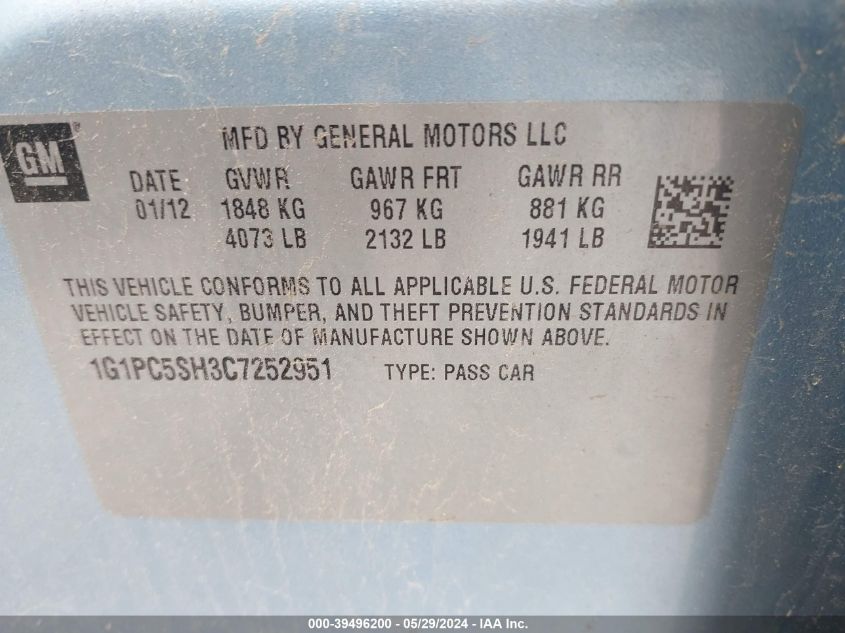 GM®
MFD BY GENERAL MOTORS LLC
DATE GVWR GAWR FRT GAWR RR
01/12 1848 KG 967 KG 881 KG
4073 LB 2132 LB 1941 LB
THIS VEHICLE CONFORMS TO ALL APPLICABLE U.S. FEDERAL MOTOR
VEHICLE SAFETY, BUMPER, AND THEFT PREVENTION STANDARDS IN
EFFECT ON THE DATE OF MANUFACTURE SHOWN ABOVE.
1G1PC5SH3C7252951 TYPE: PASS CAR
000-39496200 - 05/29/2024 - IAA Inc.